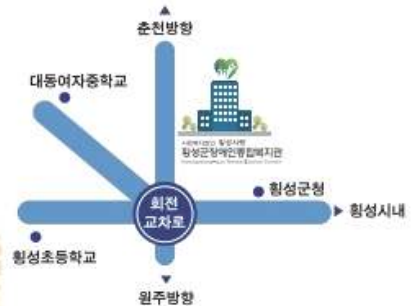 춘천방향
대동여자중학교
횡성군장애인종합복지관
회전
교차로
횡성군청
횡성시내
횡성초등학교
원주방향